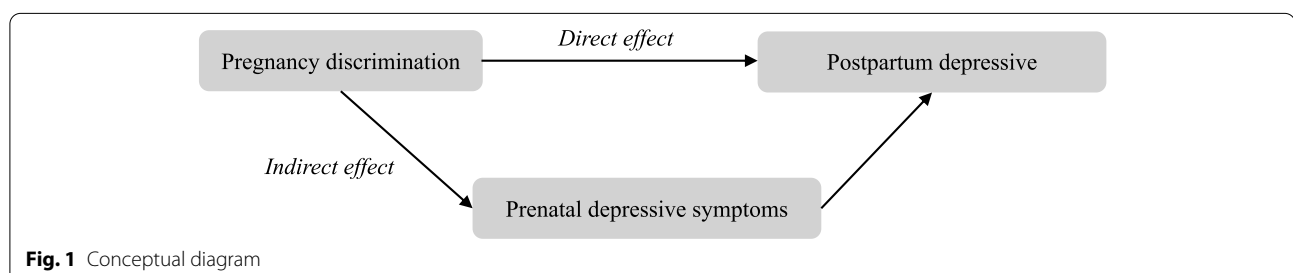 Direct effect
Pregnancy discrimination
Postpartum depressive
Indirect effect
Prenatal depressive symptoms
Fig. 1 Conceptual diagram